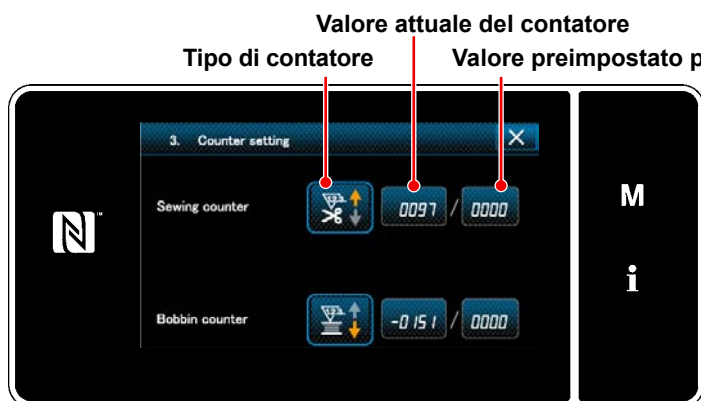 Valore attuale del contatore
Tipo di contatore
Valore preimpostato p
3. Counter setting
Sewing counter
0097 / 0000
M
i
Bobbin counter
-0151 / 0000